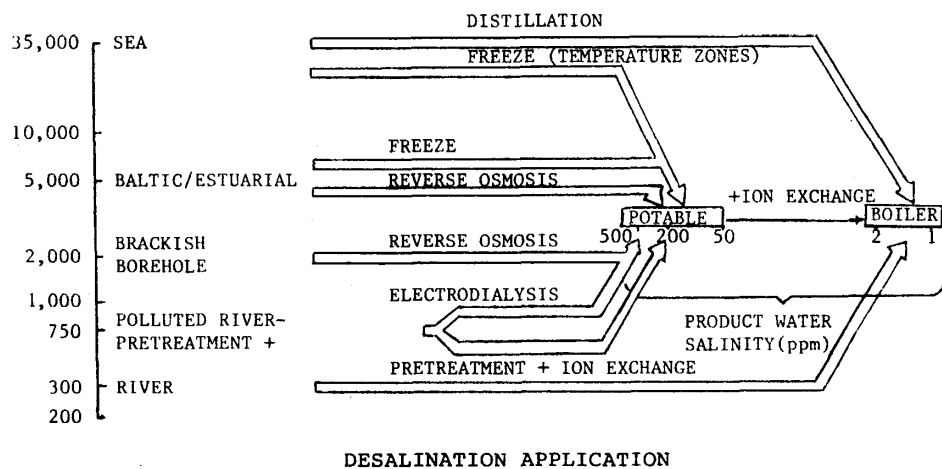 DISTILLATION
35,000 SEA
FREEZE (TEMPERATURE ZONES)
10,000
FREEZE
5,000 BALTIC/ESTUARIAL REVERSE OSMOSIS
+ION EXCHANGE
POTABLE BOILER
500 200 50 2 1
BRACKISH REVERSE OSMOSIS
2,000
BOREHOLE
1,000 ELECTRODIALYSIS
POLLUTED RIVER-
750
PRETREATMENT +
PRODUCT WATER
SALINITY(ppm)
PRETREATMENT + ION EXCHANGE
300 RIVER
200
DESALINATION APPLICATION